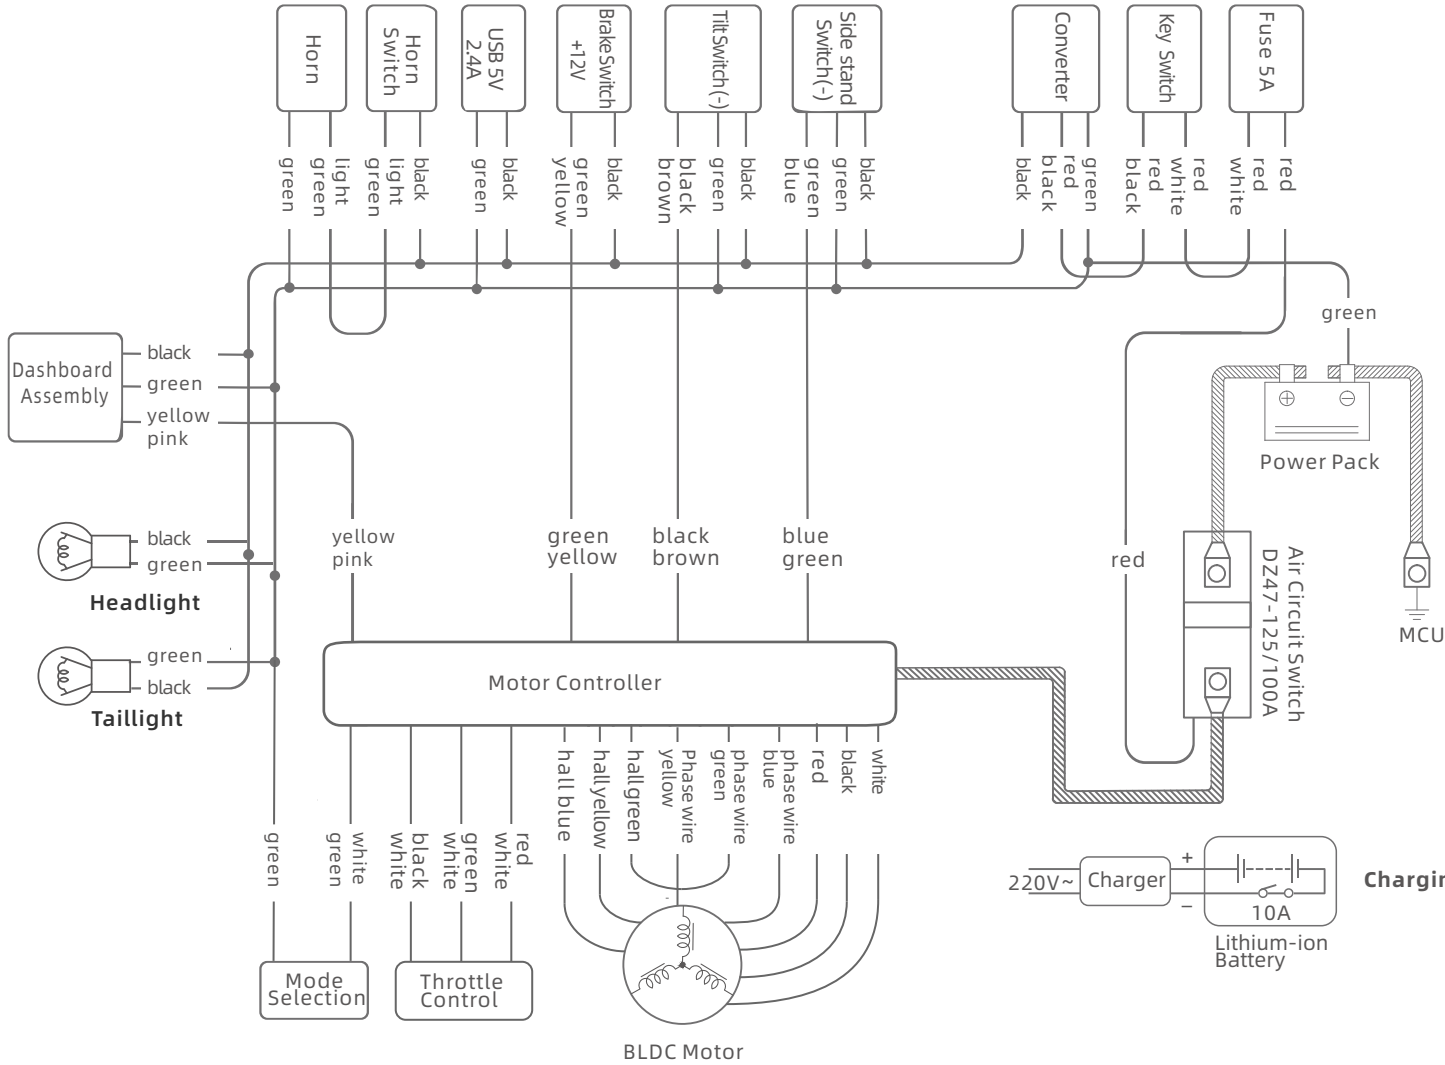 Horn
Horn
Switch
USB 5V
2.4A
BrakeSwitch
+12V
TiltSwitch(-)
Side stand
Switch(-)
Converter
Key Switch
Fuse 5A
green
light
green
light
green
black
green
black
green
yellow
black
black
brown
green
black
green
blue
green
black
black
red
black
green
red
black
red
white
red
white
red
green
Dashboard
Assembly
black
green
yellow
pink
+
−
Power Pack
black
green
Headlight
green
black
Taillight
yellow
pink
green
yellow
black
brown
blue
green
red
Air Circuit Switch
DZ47-125/100A
MCU
Motor Controller
hall blue
hall yellow
hall green
Phase wire
yellow
phase wire
green
phase wire
blue
red
black
white
green
white
green
black
white
green
white
red
white
Mode
Selection
Throttle
Control
BLDC Motor
220V~
Charger
+
−
10A
Lithium-ion
Battery
Chargin